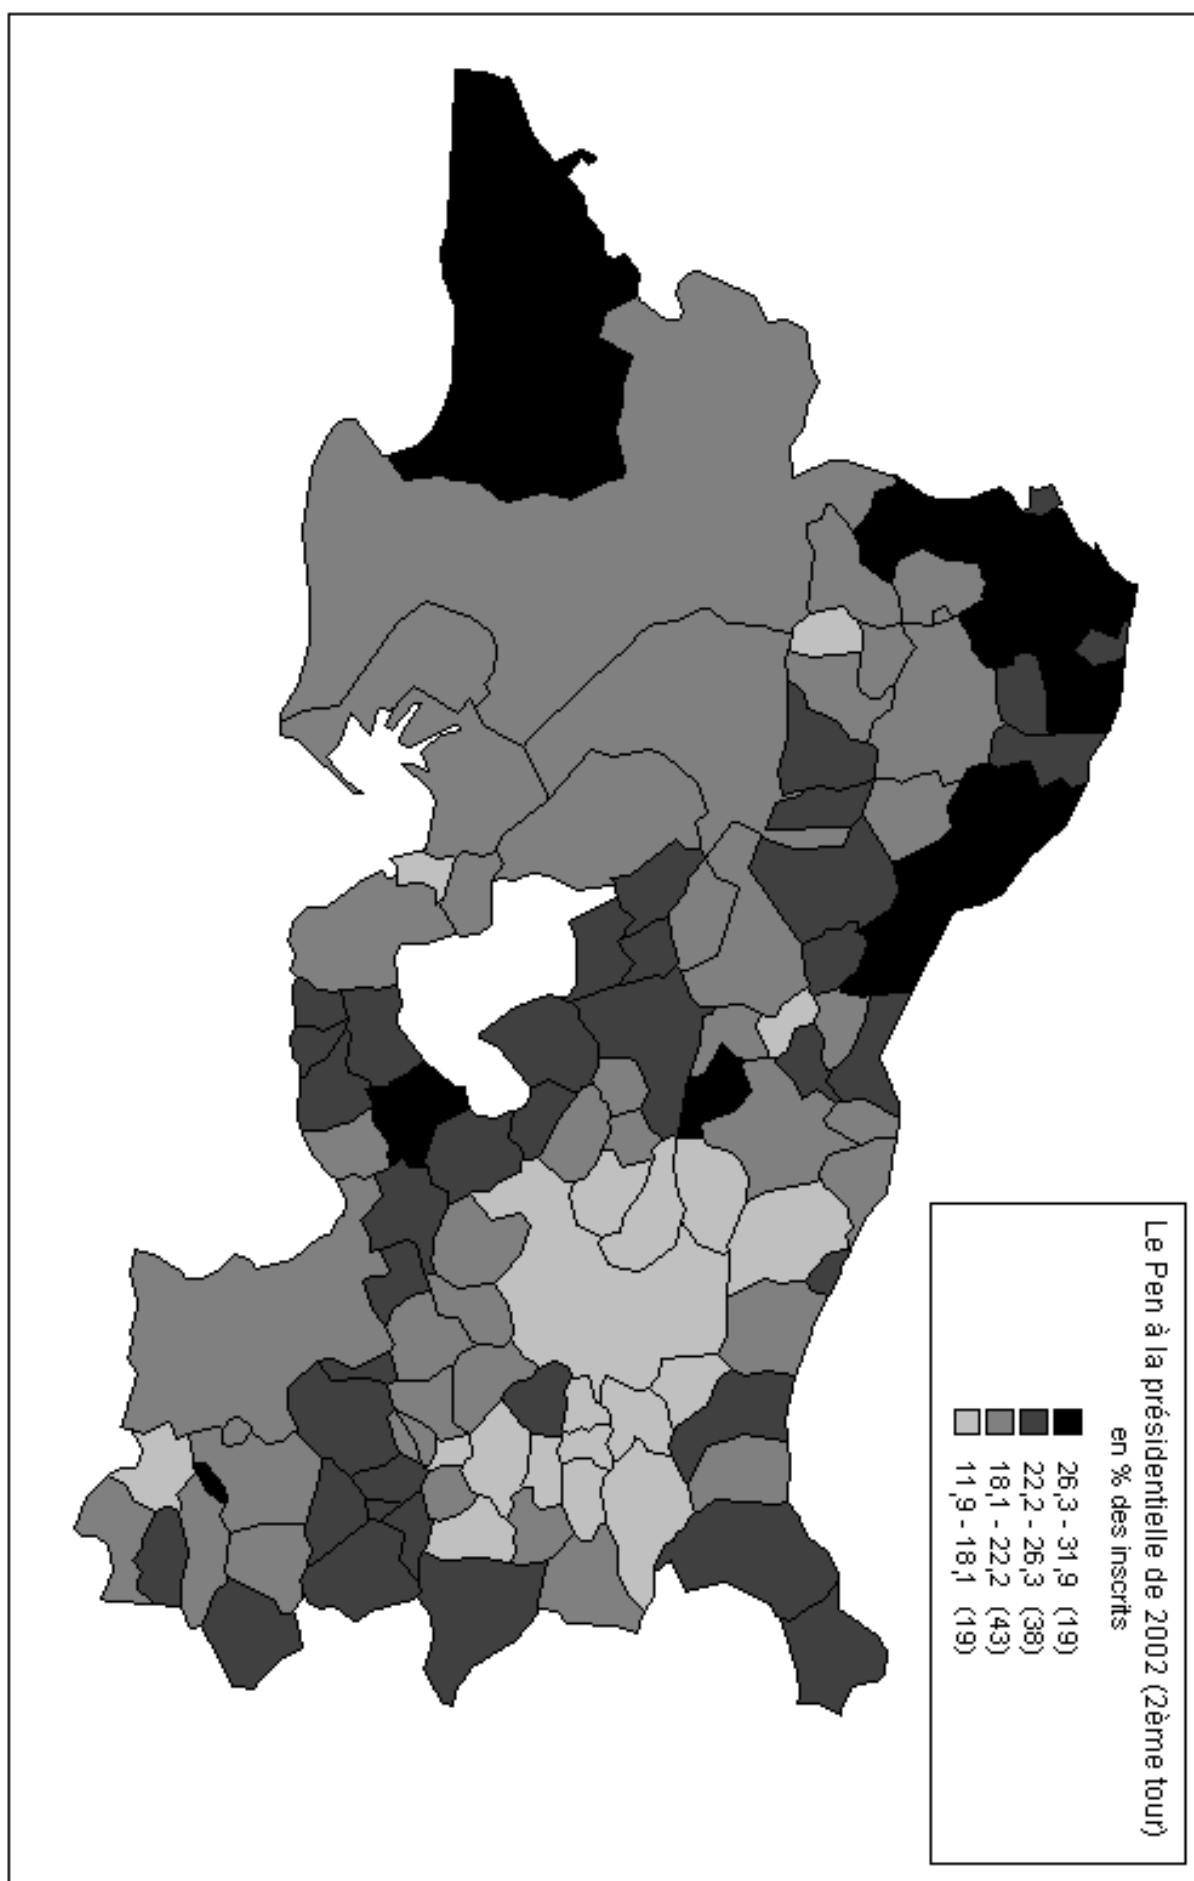 Le Pen à la présidentielle de 2002 (2ème tour)
en % des inscrits
26,3 - 31,9 (19)
22,2 - 26,3 (38)
18,1 - 22,2 (43)
11,9 - 18,1 (19)